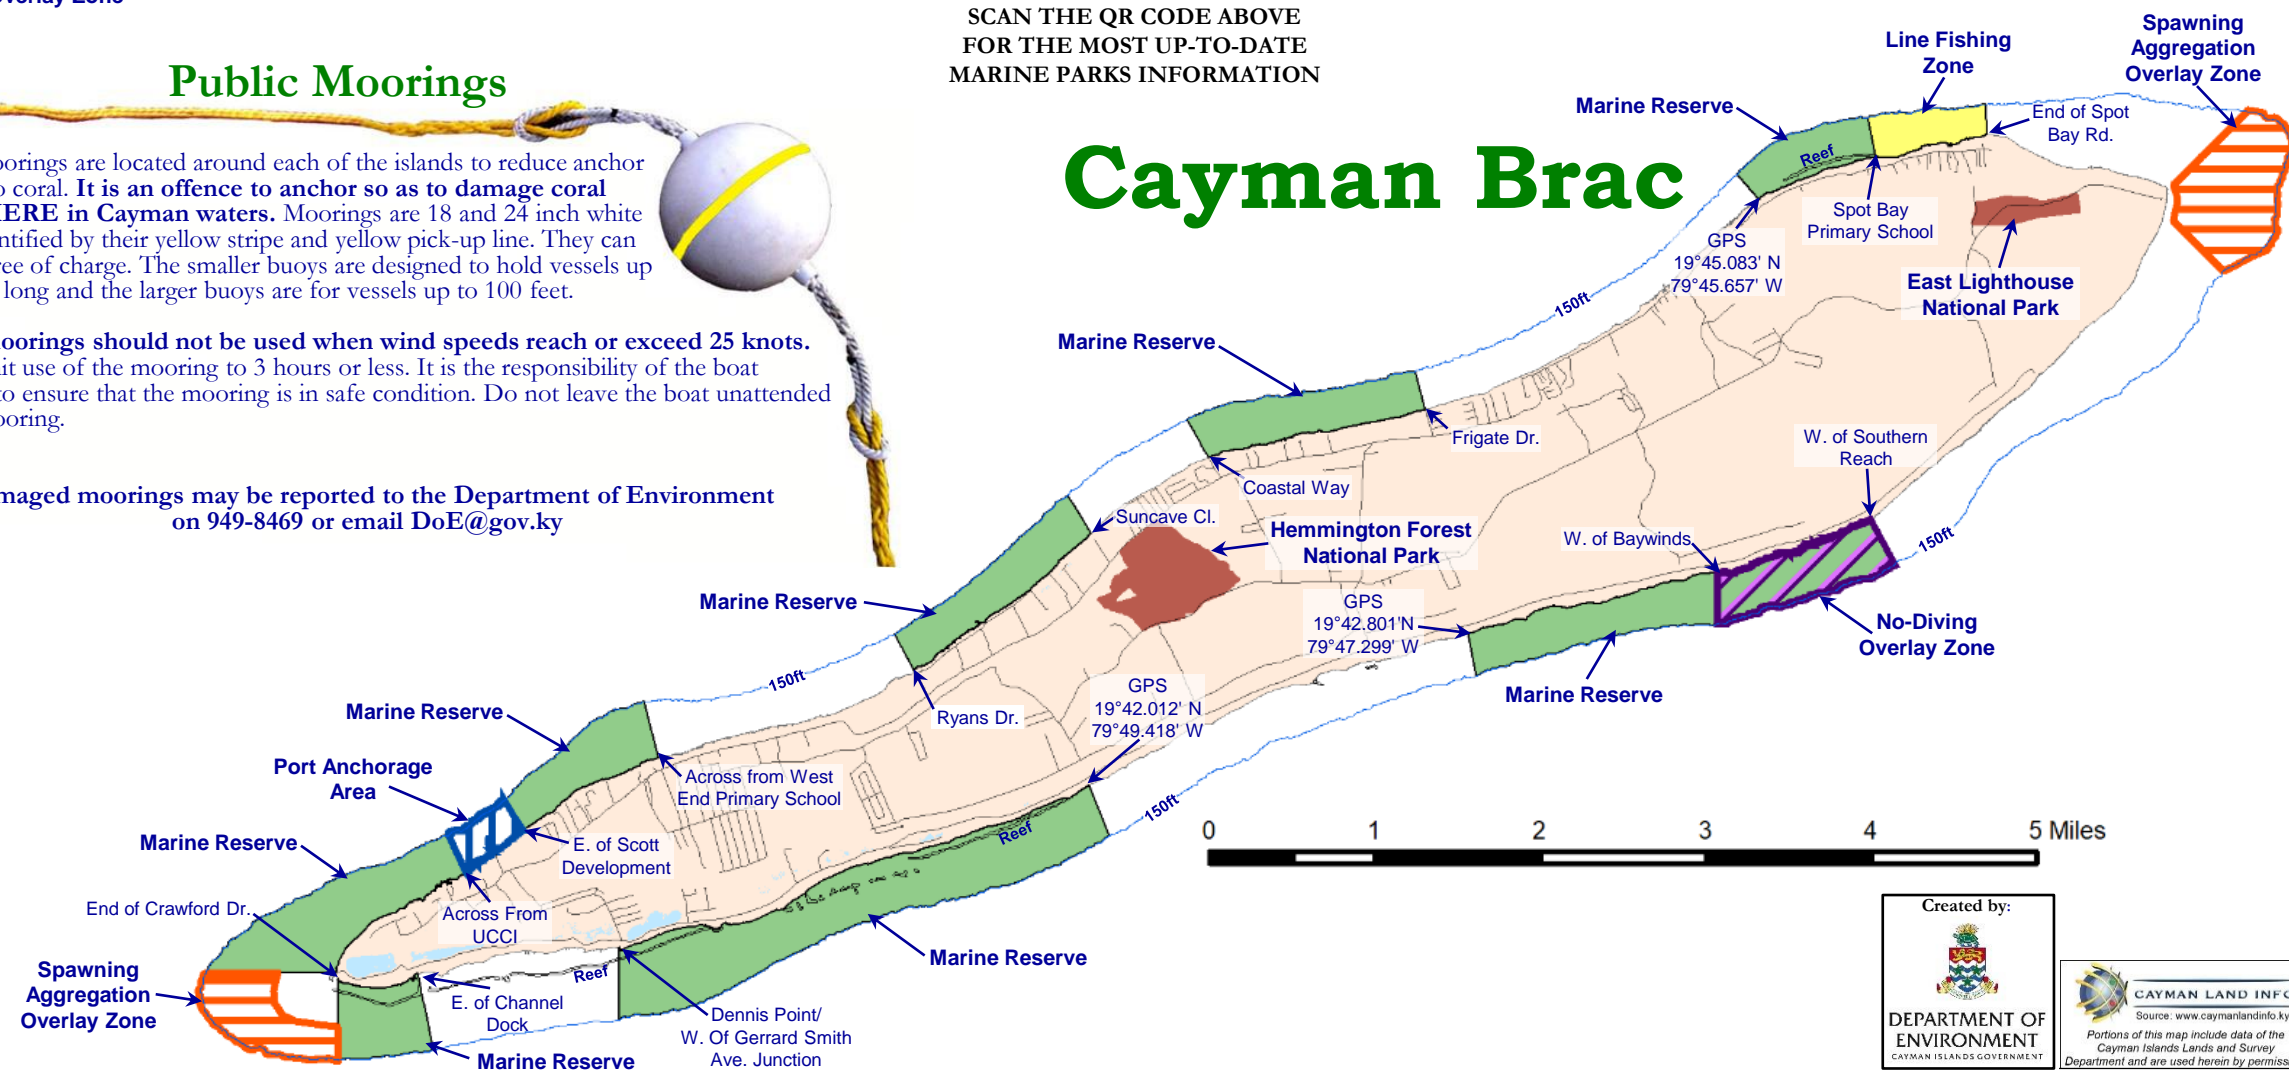 Overlay Zone
SCAN THE QR CODE ABOVE
FOR THE MOST UP-TO-DATE
MARINE PARKS INFORMATION
Public Moorings
oorings are located around each of the islands to reduce anchor
o coral. It is an offence to anchor so as to damage coral
HERE in Cayman waters. Moorings are 18 and 24 inch white
ntified by their yellow stripe and yellow pick-up line. They can
ree of charge. The smaller buoys are designed to hold vessels up
long and the larger buoys are for vessels up to 100 feet.
oorings should not be used when wind speeds reach or exceed 25 knots.
it use of the mooring to 3 hours or less. It is the responsibility of the boat
to ensure that the mooring is in safe condition. Do not leave the boat unattended
ooring.
maged moorings may be reported to the Department of Environment
on 949-8469 or email DoE@gov.ky
Cayman Brac
Spawning
Aggregation
Overlay Zone
Line Fishing
Zone
Marine Reserve
End of Spot
Bay Rd.
Reef
Spot Bay
Primary School
GPS
19°45.083' N
79°45.657' W
East Lighthouse
National Park
150ft
Marine Reserve
Frigate Dr.
Coastal Way
W. of Southern
Reach
Suncave Cl.
Hemmington Forest
National Park
W. of Baywinds
150ft
Marine Reserve
GPS
19°42.801'N
79°47.299' W
No-Diving
Overlay Zone
Marine Reserve
150ft
Ryans Dr.
GPS
19°42.012' N
79°49.418' W
Marine Reserve
Port Anchorage
Area
Across from West
End Primary School
150ft
Reef
Marine Reserve
E. of Scott
Development
End of Crawford Dr.
Across From
UCCI
Marine Reserve
Spawning
Aggregation
Overlay Zone
Reef
E. of Channel
Dock
Dennis Point/
W. Of Gerrard Smith
Ave. Junction
Marine Reserve
0 1 2 3 4 5 Miles
Created by:
DEPARTMENT OF
ENVIRONMENT
CAYMAN ISLANDS GOVERNMENT
CAYMAN LAND INFO
Source: www.caymanlandinfo.ky
Portions of this map include data of the
Cayman Islands Lands and Survey
Department and are used herein by permiss